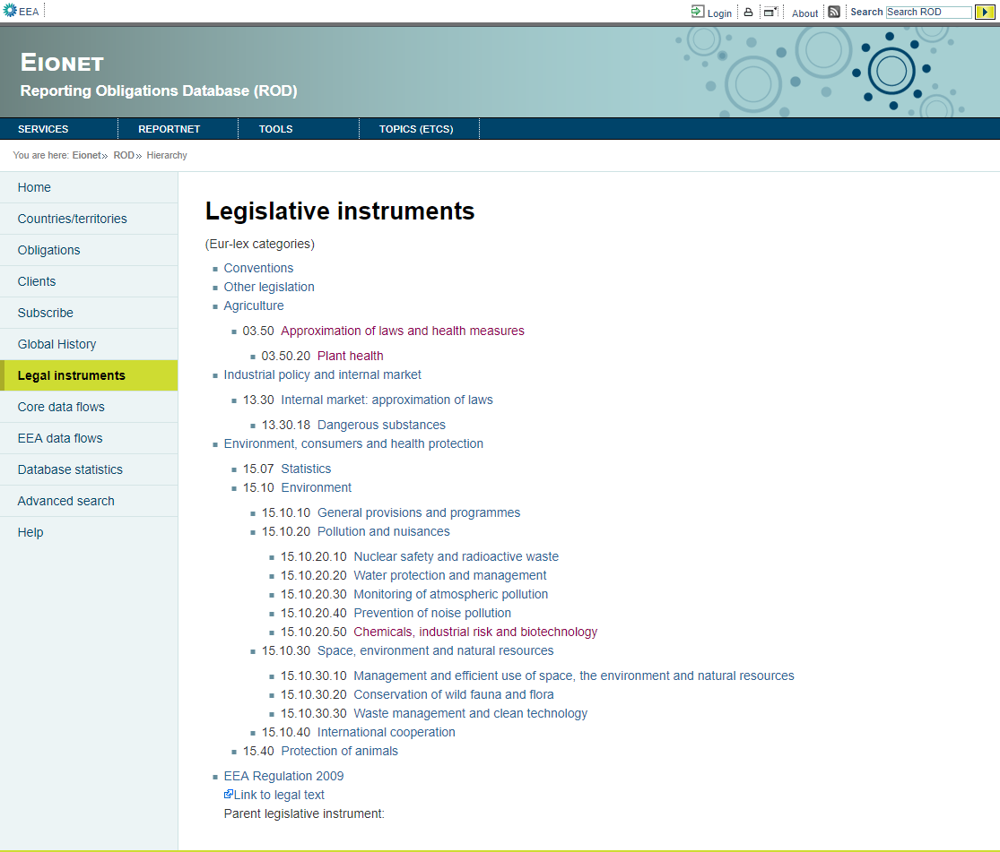 EEA
Login
About
Search Search ROD
EIONET
Reporting Obligations Database (ROD)
SERVICES REPORTNET TOOLS TOPICS (ETCS)
You are here: Eionet» ROD» Hierarchy
Home
Countries/territories
Obligations
Clients
Subscribe
Global History
Legal instruments
Core data flows
EEA data flows
Database statistics
Advanced search
Help
Legislative instruments
(Eur-lex categories)
Conventions
Other legislation
Agriculture
03.50 Approximation of laws and health measures
03.50.20 Plant health
Industrial policy and internal market
13.30 Internal market: approximation of laws
13.30.18 Dangerous substances
Environment, consumers and health protection
15.07 Statistics
15.10 Environment
15.10.10 General provisions and programmes
15.10.20 Pollution and nuisances
15.10.20.10 Nuclear safety and radioactive waste
15.10.20.20 Water protection and management
15.10.20.30 Monitoring of atmospheric pollution
15.10.20.40 Prevention of noise pollution
15.10.20.50 Chemicals, industrial risk and biotechnology
15.10.30 Space, environment and natural resources
15.10.30.10 Management and efficient use of space, the environment and natural resources
15.10.30.20 Conservation of wild fauna and flora
15.10.30.30 Waste management and clean technology
15.10.40 International cooperation
15.40 Protection of animals
EEA Regulation 2009
Link to legal text
Parent legislative instrument: